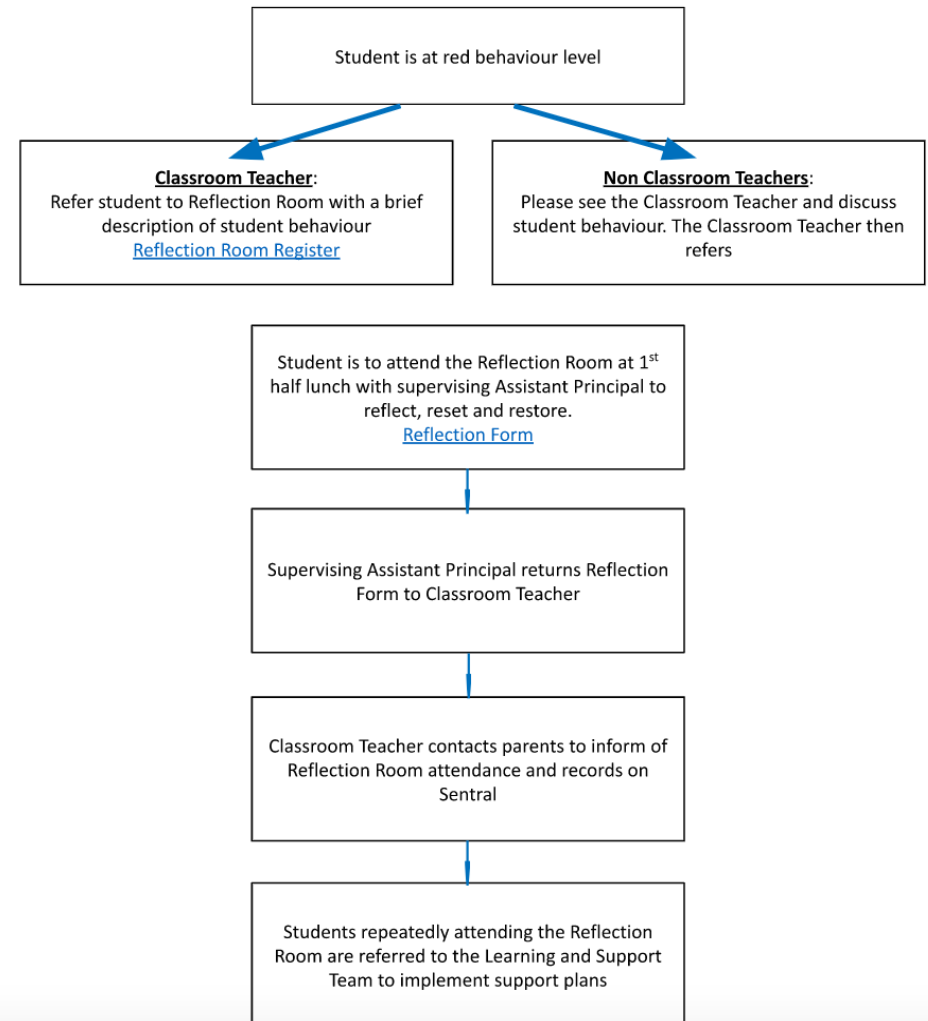 Student is at red behaviour level
Classroom Teacher:
Refer student to Reflection Room with a brief
description of student behaviour
Reflection Room Register
Non Classroom Teachers:
Please see the Classroom Teacher and discuss
student behaviour. The Classroom Teacher then
refers
Student is to attend the Reflection Room at 1st
half lunch with supervising Assistant Principal to
reflect, reset and restore.
Reflection Form
Supervising Assistant Principal returns Reflection
Form to Classroom Teacher
Classroom Teacher contacts parents to inform of
Reflection Room attendance and records on
Sentral
Students repeatedly attending the Reflection
Room are referred to the Learning and Support
Team to implement support plans